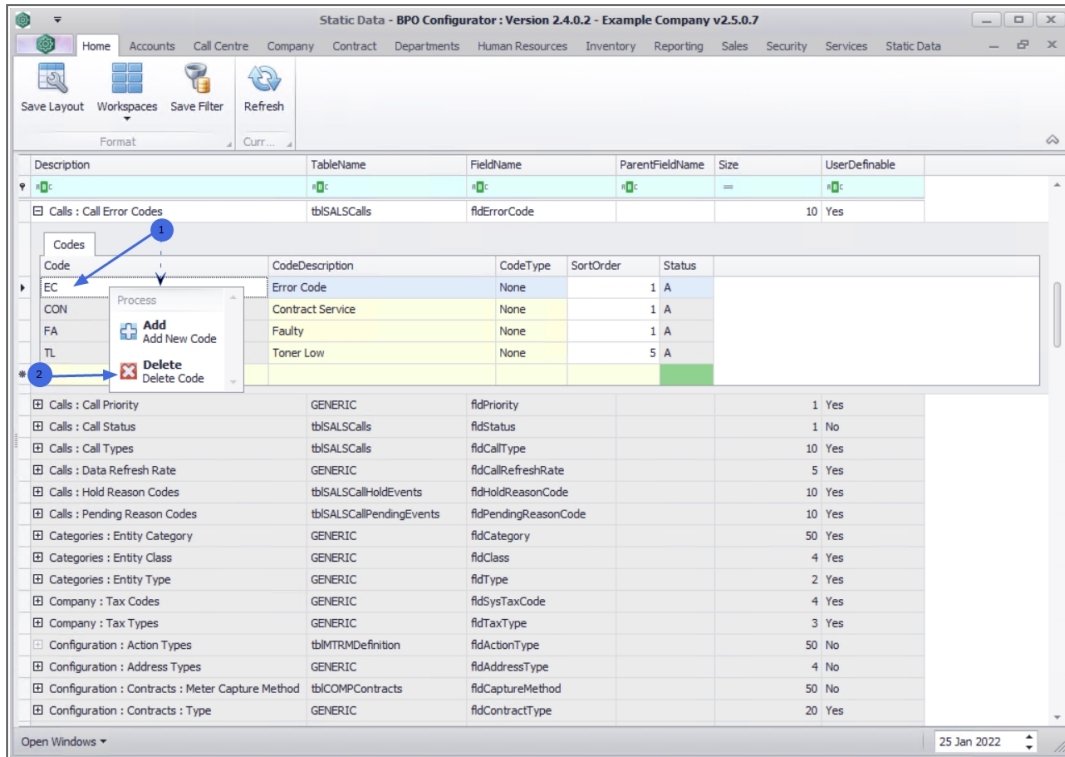 Static Data - BPO Configurator : Version 2.4.0.2 - Example Company v2.5.0.7
Home Accounts Call Centre Company Contract Departments Human Resources Inventory Reporting Sales Security Services Static Data
Save Layout Workspaces Save Filter Refresh
Format Curr...
Description TableName FieldName ParentFieldName Size UserDefinable
ABC ABC ABC ABC = ABC
Calls : Call Error Codes tblSALSCalls fldErrorCode 10 Yes
1
Codes
Code CodeDescription CodeType SortOrder Status
EC Error Code None 1 A
CON Contract Service None 1 A
FA Faulty None 1 A
TL Toner Low None 5 A
Process
Add
Add New Code
Delete
Delete Code
2
Calls : Call Priority GENERIC fldPriority 1 Yes
Calls : Call Status tblSALSCalls fldStatus 1 No
Calls : Call Types tblSALSCalls fldCallType 10 Yes
Calls : Data Refresh Rate GENERIC fldCallRefreshRate 5 Yes
Calls : Hold Reason Codes tblSALSCallHoldEvents fldHoldReasonCode 10 Yes
Calls : Pending Reason Codes tblSALSCallPendingEvents fldPendingReasonCode 10 Yes
Categories : Entity Category GENERIC fldCategory 50 Yes
Categories : Entity Class GENERIC fldClass 4 Yes
Categories : Entity Type GENERIC fldType 2 Yes
Company : Tax Codes GENERIC fldSysTaxCode 4 Yes
Company : Tax Types GENERIC fldTaxType 3 Yes
Configuration : Action Types tblMTRMDefinition fldActionType 50 No
Configuration : Address Types GENERIC fldAddressType 4 No
Configuration : Contracts : Meter Capture Method tblCOMPContracts fldCaptureMethod 50 No
Configuration : Contracts : Type GENERIC fldContractType 20 Yes
Open Windows 25 Jan 2022